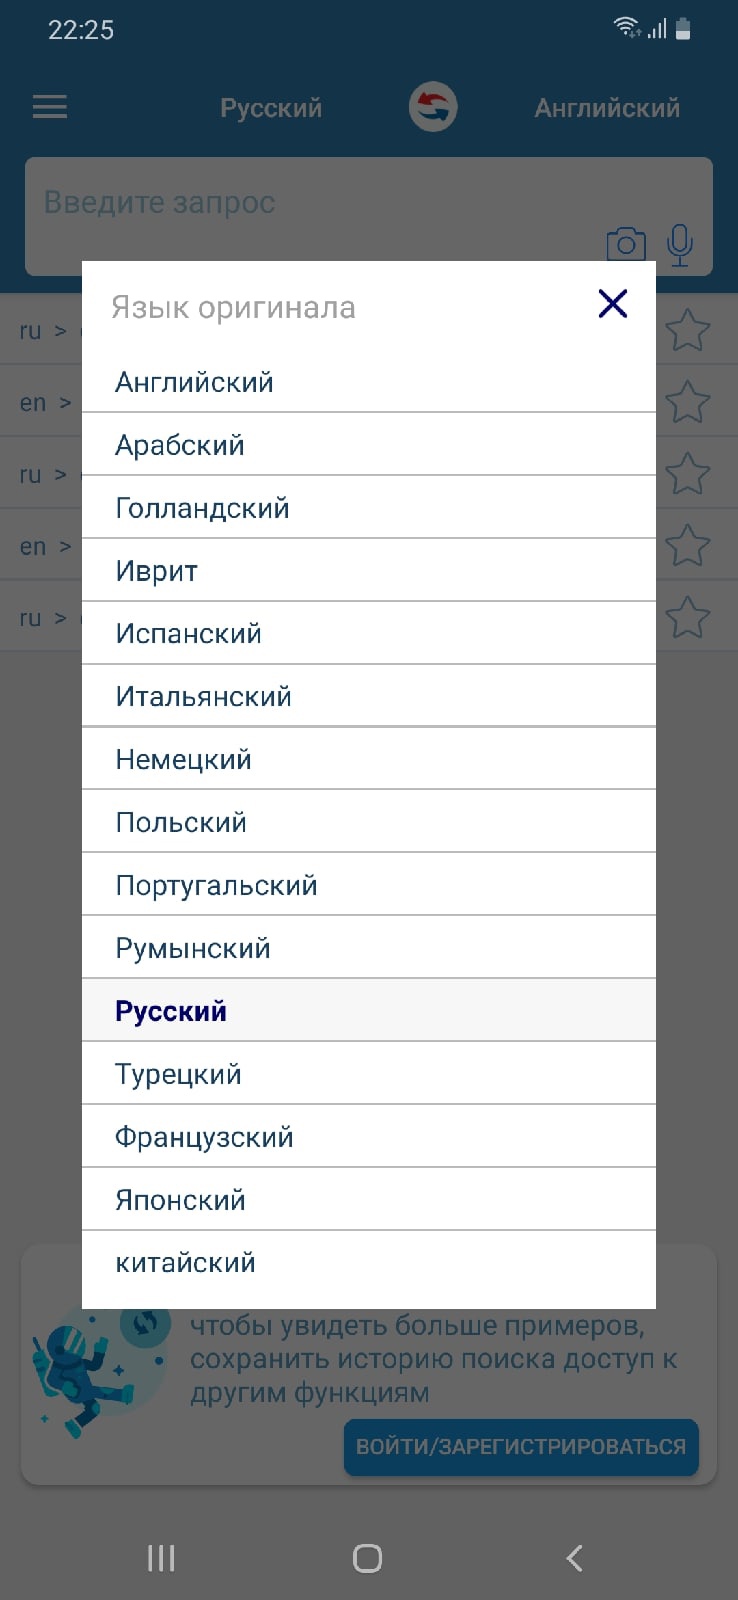 22:25
Русский
Английский
Введите запрос
Язык оригинала
ru >
Английский
en >
Арабский
ru >
Голландский
en >
Иврит
ru >
Испанский
Итальянский
Немецкий
Польский
Португальский
Румынский
Русский
Турецкий
Французский
Японский
китайский
чтобы увидеть больше примеров,
сохранить историю поиска доступ к
другим функциям
ВОЙТИ/ЗАРЕГИСТРИРОВАТЬСЯ